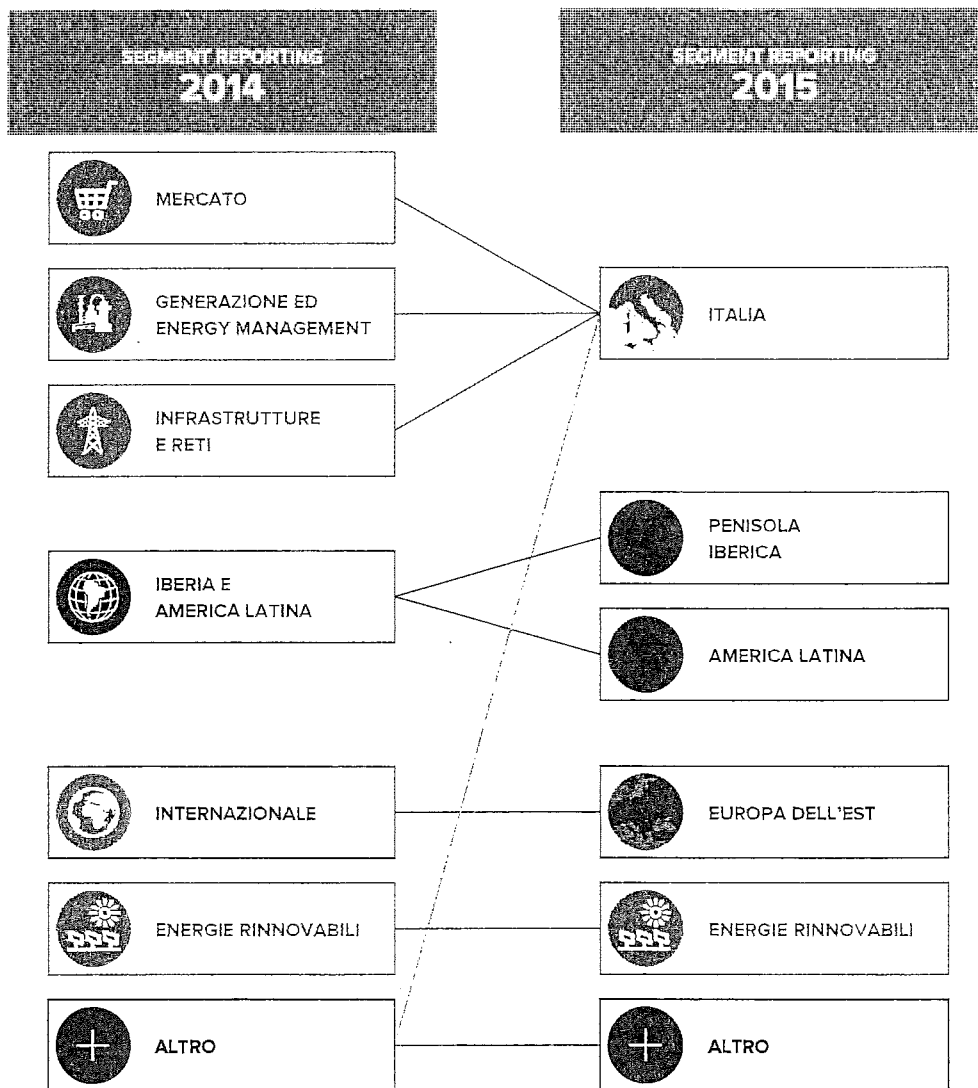 SEGMENT REPORTING
2014
MERCATO
GENERAZIONE ED
ENERGY MANAGEMENT
INFRASTRUTTURE
E RETI
IBERIA E
AMERICA LATINA
INTERNAZIONALE
ENERGIE RINNOVABILI
ALTRO
SEGMENT REPORTING
2015
ITALIA
PENISOLA
IBERICA
AMERICA LATINA
EUROPA DELL'EST
ENERGIE RINNOVABILI
ALTRO